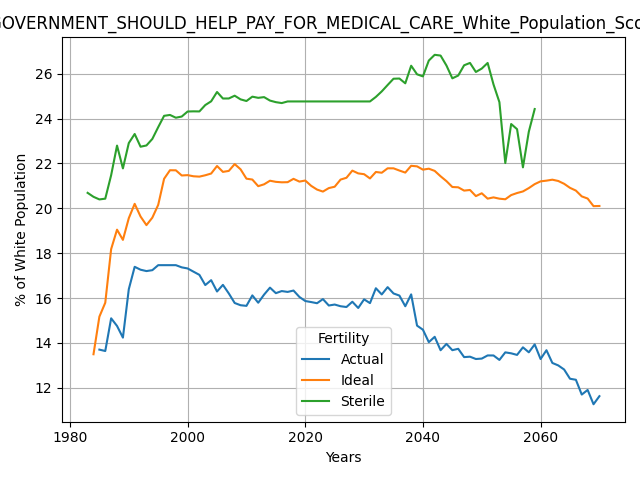 GOVERNMENT_SHOULD_HELP_PAY_FOR_MEDICAL_CARE_White_Population_Sco
% of White Population
26
24
22
20
18
16
14
12
Fertility
Actual
Ideal
Sterile
1980
2000
2020
2040
2060
Years